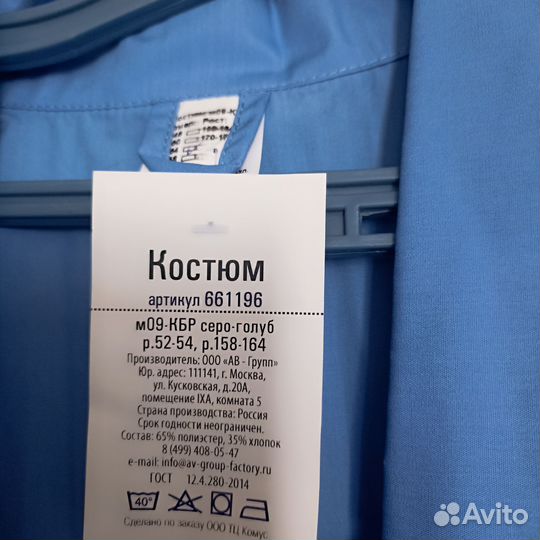 Костюм
артикул 661196
м09-КБР серо-голуб
р.52-54, р.158-164
Производитель: ООО «АВ - Групп»
Юр. адрес: 111141, г. Москва,
ул. Кусковская, д.20А,
помещение IXА, комната 5
Страна производства: Россия
Срок годности неограничен.
Состав: 65% полиэстер, 35% хлопок
8 (499) 408-05-47
e-mail: info@av-group-factory.ru
ГОСТ 12.4.280-2014
40°
Сделано по заказу ООО ТЦ Комус.
Avito